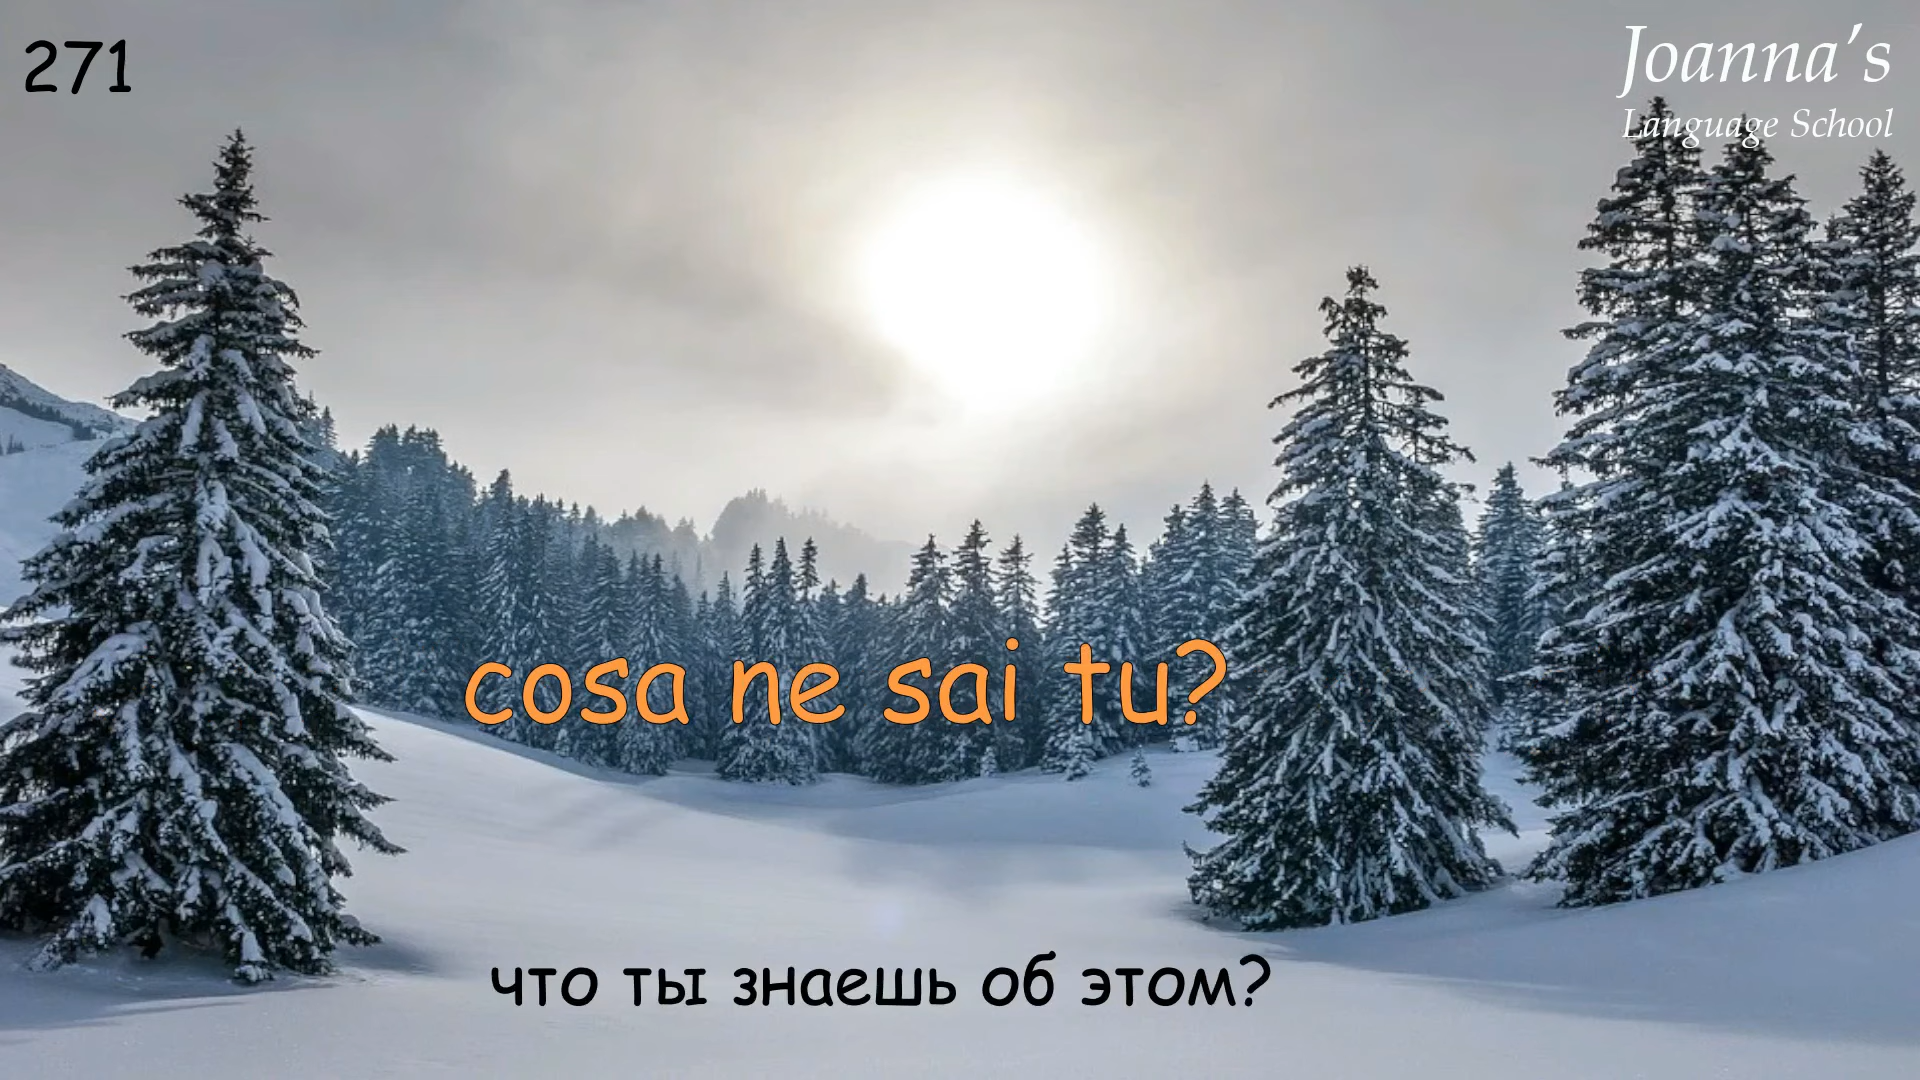 271
Joanna's
Language School
cosa ne sai tu?
что ты знаешь об этом?